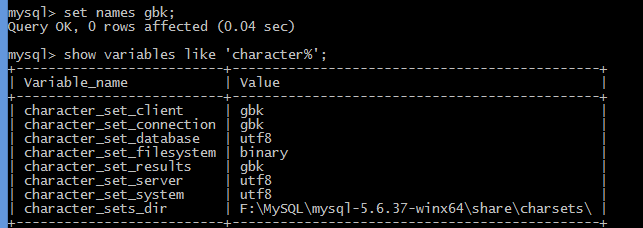 mysql> set names gbk;
Query OK, 0 rows affected (0.04 sec)
mysql> show variables like 'character%';
+--------------------------+-------------------------------------------+
| Variable_name | Value |
+--------------------------+-------------------------------------------+
| character_set_client | gbk
| character_set_connection | gbk
| character_set_database | utf8
| character_set_filesystem | binary
| character_set_results | gbk
| character_set_server | utf8
| character_set_system | utf8
| character_sets_dir | F:\MySQL\mysql-5.6.37-winx64\share\charsets\ |
+--------------------------+-------------------------------------------+